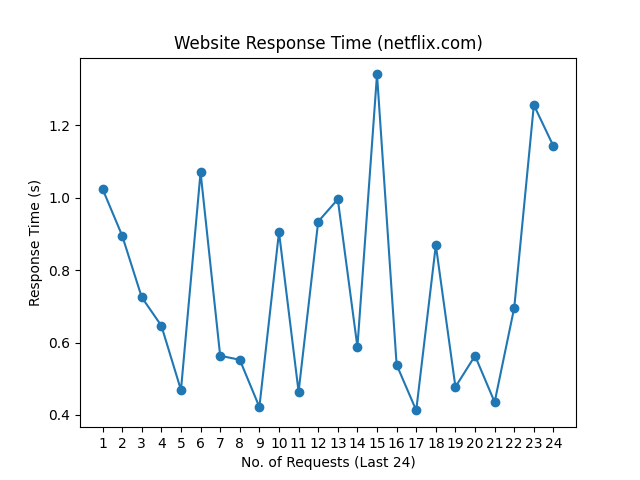 Website Response Time (netflix.com)
1.2
1.0
0.8
0.6
0.4
Response Time (s)
1 2 3 4 5 6 7 8 9 10 11 12 13 14 15 16 17 18 19 20 21 22 23 24
No. of Requests (Last 24)